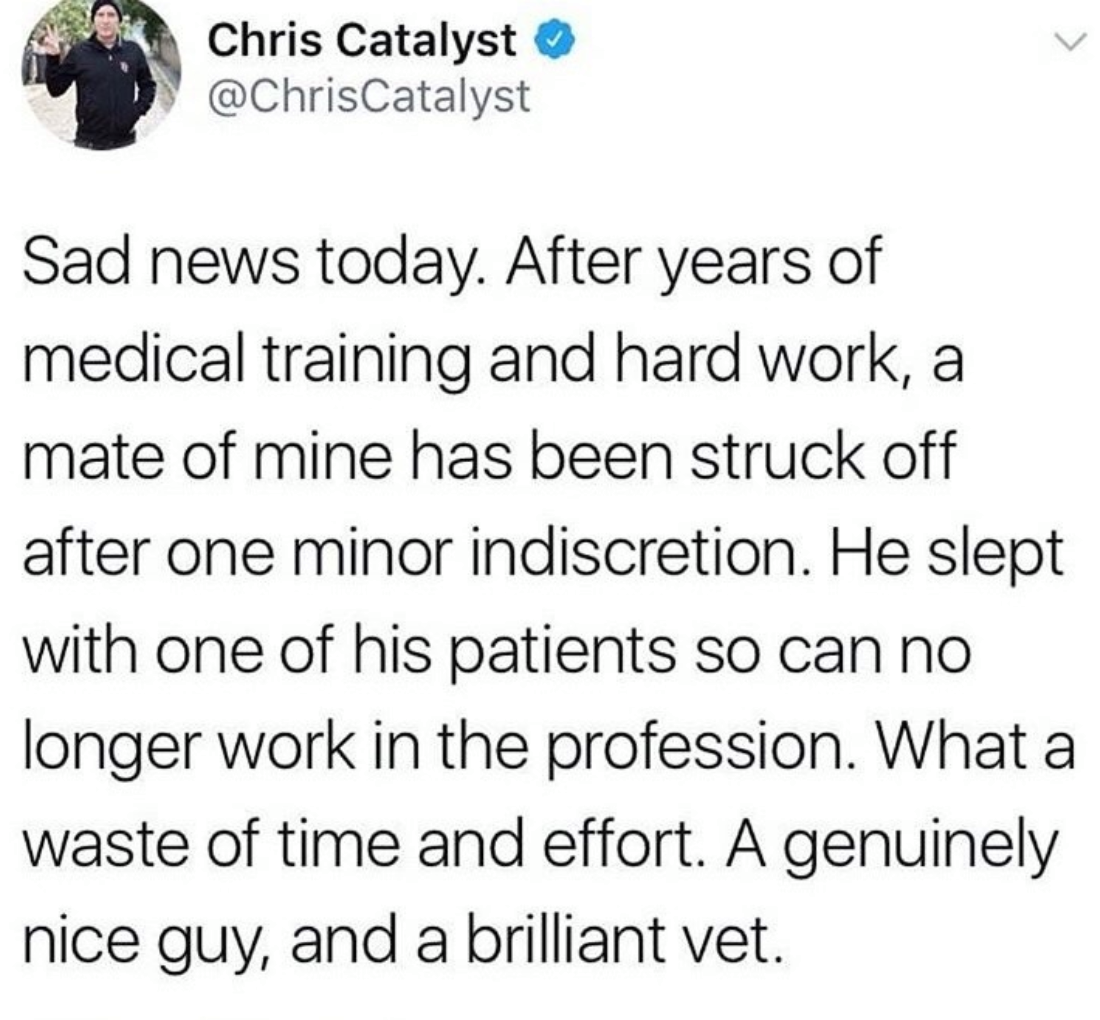 Chris Catalyst
@ChrisCatalyst
Sad news today. After years of
medical training and hard work, a
mate of mine has been struck off
after one minor indiscretion. He slept
with one of his patients so can no
longer work in the profession. What a
waste of time and effort. A genuinely
nice guy, and a brilliant vet.